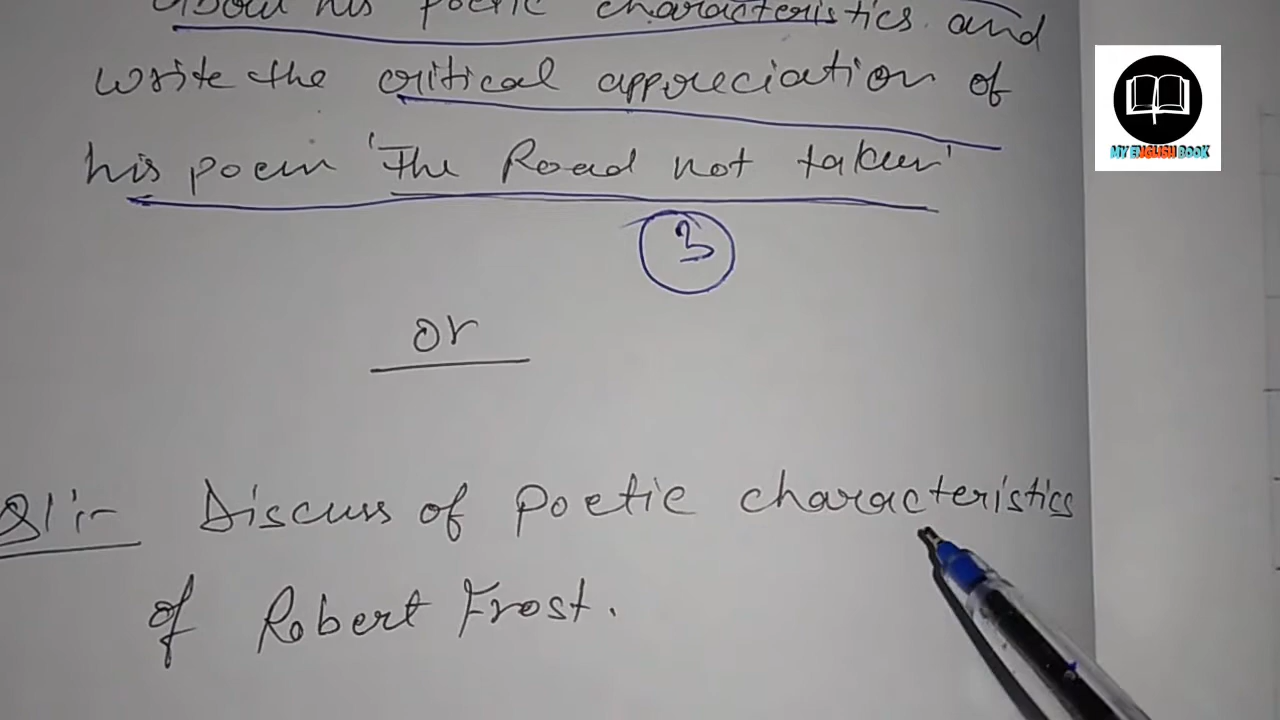 about his poetic characteristics and
write the critical appreciation of
his poem 'The Road not taken'
3
or
Q1:- Discuss of poetic characteristics
of Robert Frost.
MY ENGLISH BOOK